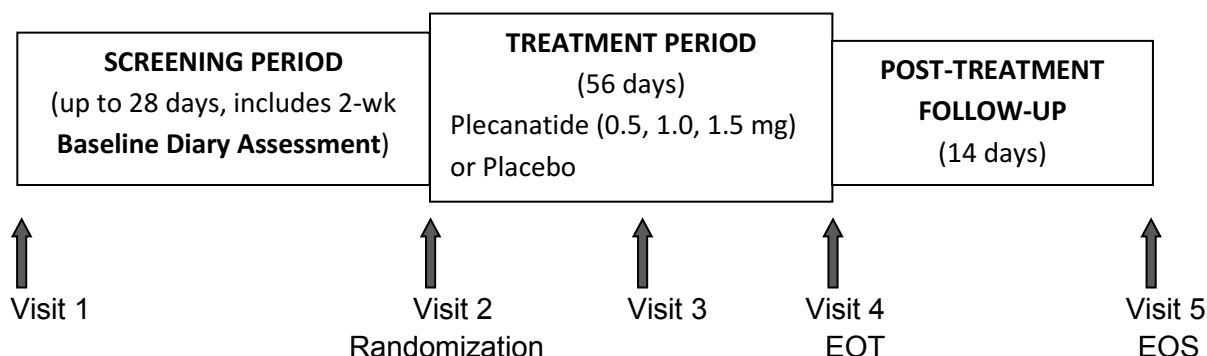 SCREENING PERIOD
(up to 28 days, includes 2-wk
Baseline Diary Assessment)
TREATMENT PERIOD
(56 days)
Plecanatide (0.5, 1.0, 1.5 mg)
or Placebo
POST-TREATMENT
FOLLOW-UP
(14 days)
Visit 1
Visit 2
Randomization
Visit 3
Visit 4
EOT
Visit 5
EOS